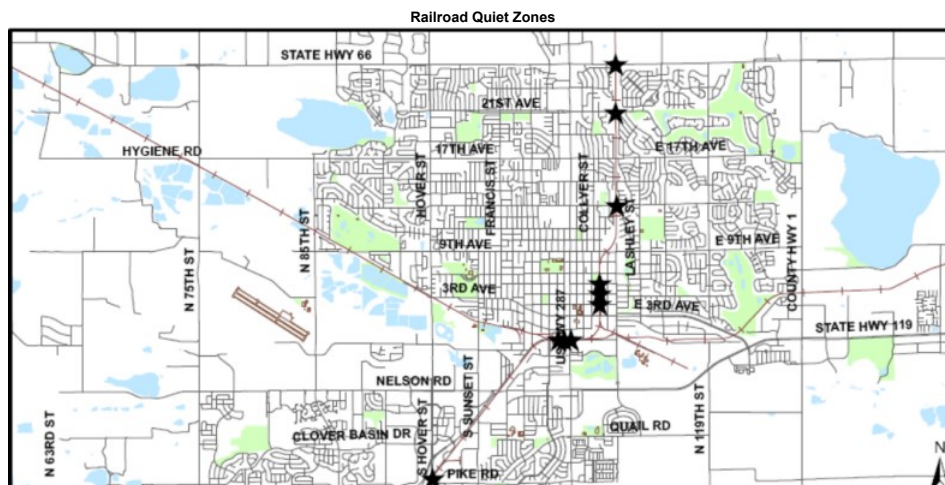 Railroad Quiet Zones
STATE HWY 66
21ST AVE
17TH AVE
E 17TH AVE
HYGIENE RD
HOVER ST
FRANCIS ST
COLLYER ST
LASHLEY ST
N 85TH ST
N 75TH ST
9TH AVE
E 9TH AVE
COUNTY HWY 1
3RD AVE
E 3RD AVE
US HWY 287
STATE HWY 119
NELSON RD
S SUNSET ST
N 119TH ST
N 63RD ST
S HOVER ST
CLOVER BASIN DR
QUAIL RD
PIKE RD
N